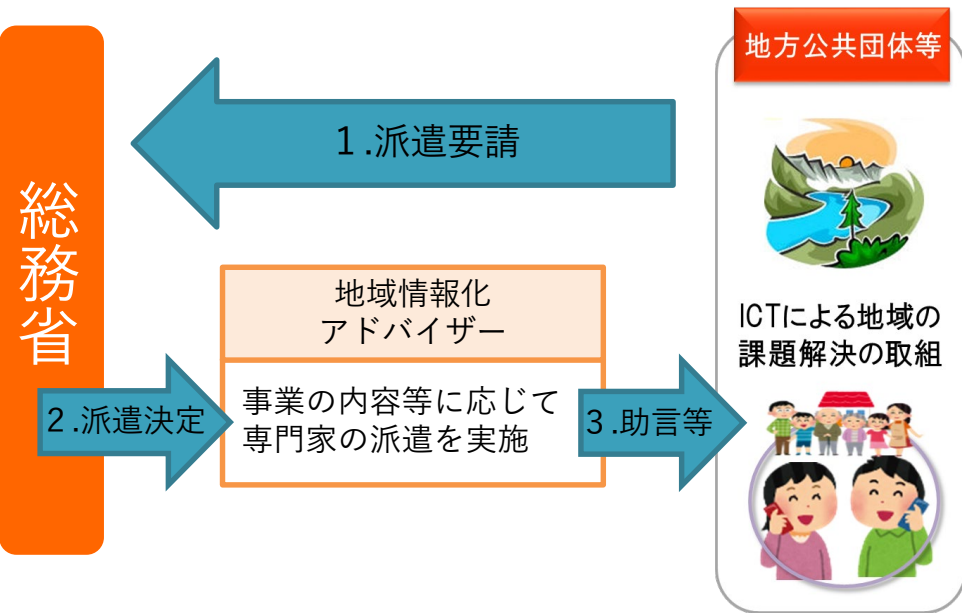 地方公共団体等
1.派遣要請
総務省
地域情報化
アドバイザー
ICTによる地域の
課題解決の取組
2.派遣決定
事業の内容等に応じて
専門家の派遣を実施
3.助言等